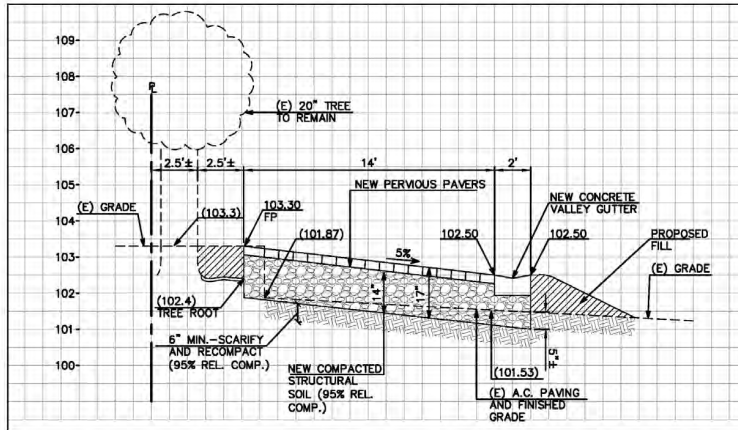 109-
108-
107-
106-
105-
104-
103-
102-
101-
100-
PL
(E) 20" TREE
TO REMAIN
2.5'±
2.5'±
14'
2'
NEW PERVIOUS PAVERS
NEW CONCRETE
VALLEY GUTTER
(E) GRADE
(103.3)
103.30
FP
(101.87)
5%
102.50
102.50
PROPOSED
FILL
(E) GRADE
(102.4)
TREE ROOT
14"
17"
6" MIN.-SCARIFY
AND RECOMPACT
(95% REL. COMP.)
NEW COMPACTED
STRUCTURAL
SOIL (95% REL.
COMP.)
(101.53)
(E) A.C. PAVING
AND FINISHED
GRADE
5"±